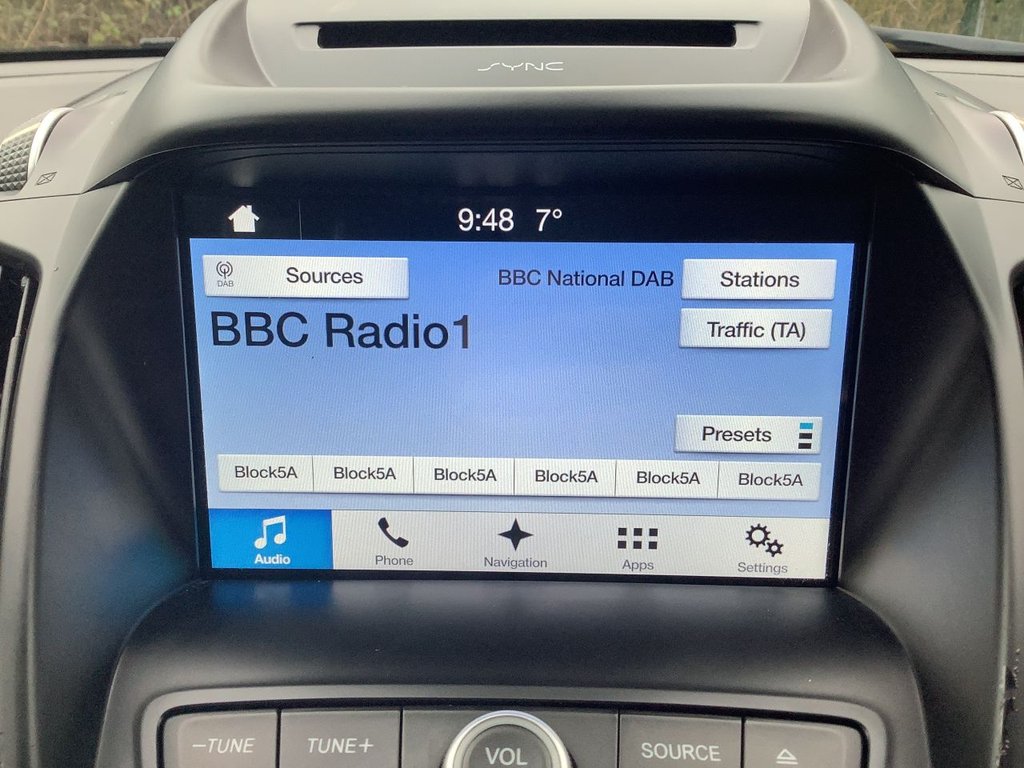 SYNC
9:48 7°
DAB
Sources
BBC National DAB
Stations
BBC Radio1
Traffic (TA)
Presets
Block5A Block5A Block5A Block5A Block5A Block5A
Audio Phone Navigation Apps Settings
–TUNE TUNE+ VOL SOURCE